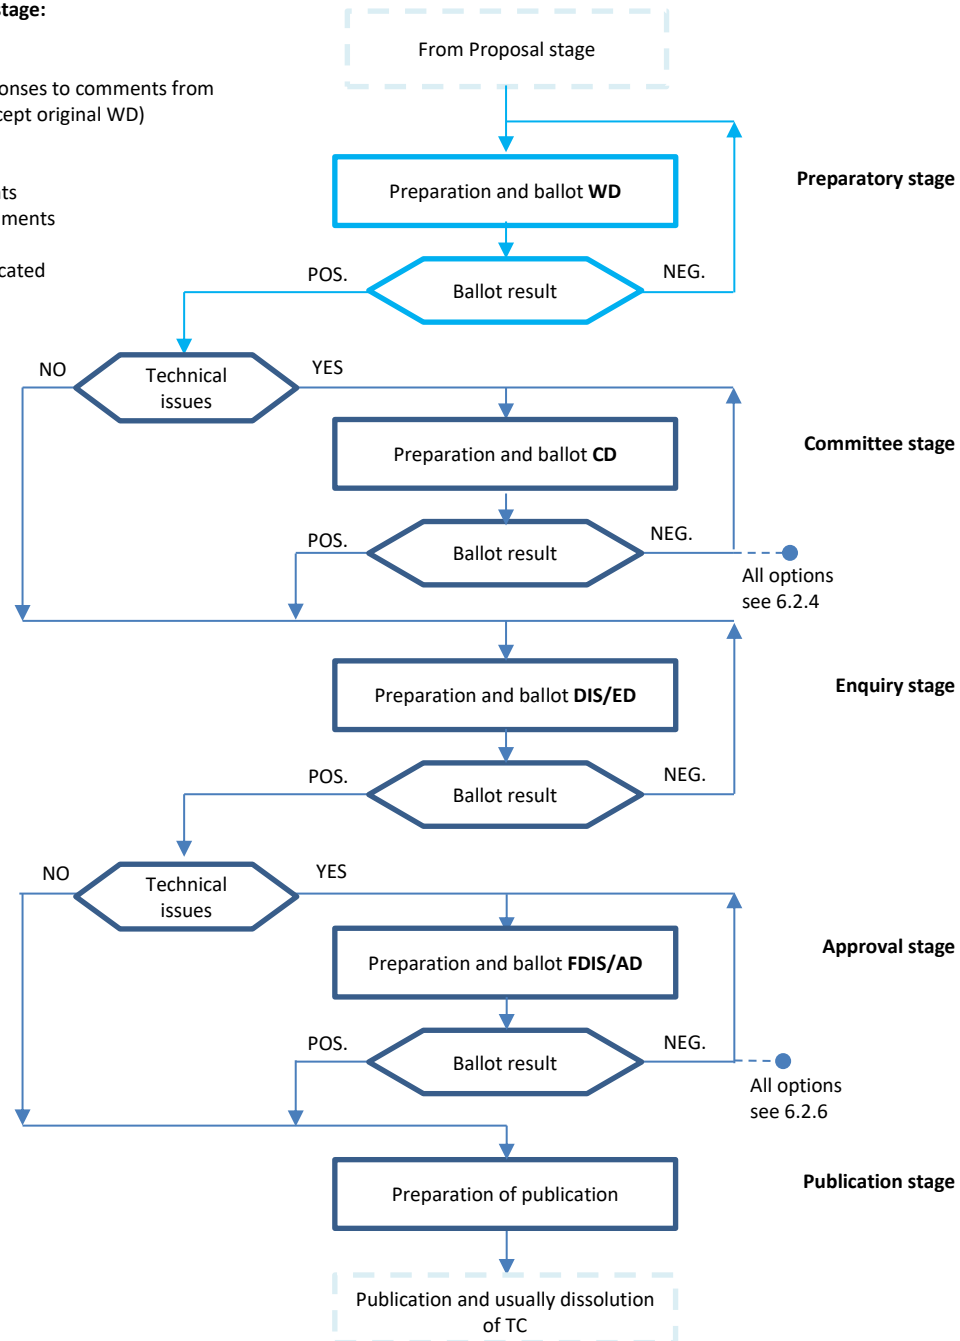 stage:
From Proposal stage
onses to comments from
cept original WD)
Preparatory stage
Preparation and ballot WD
nts
ments
cated
POS.
Ballot result
NEG.
NO
Technical
issues
YES
Committee stage
Preparation and ballot CD
POS.
Ballot result
NEG.
All options
see 6.2.4
Enquiry stage
Preparation and ballot DIS/ED
POS.
Ballot result
NEG.
NO
Technical
issues
YES
Approval stage
Preparation and ballot FDIS/AD
POS.
Ballot result
NEG.
All options
see 6.2.6
Publication stage
Preparation of publication
Publication and usually dissolution
of TC